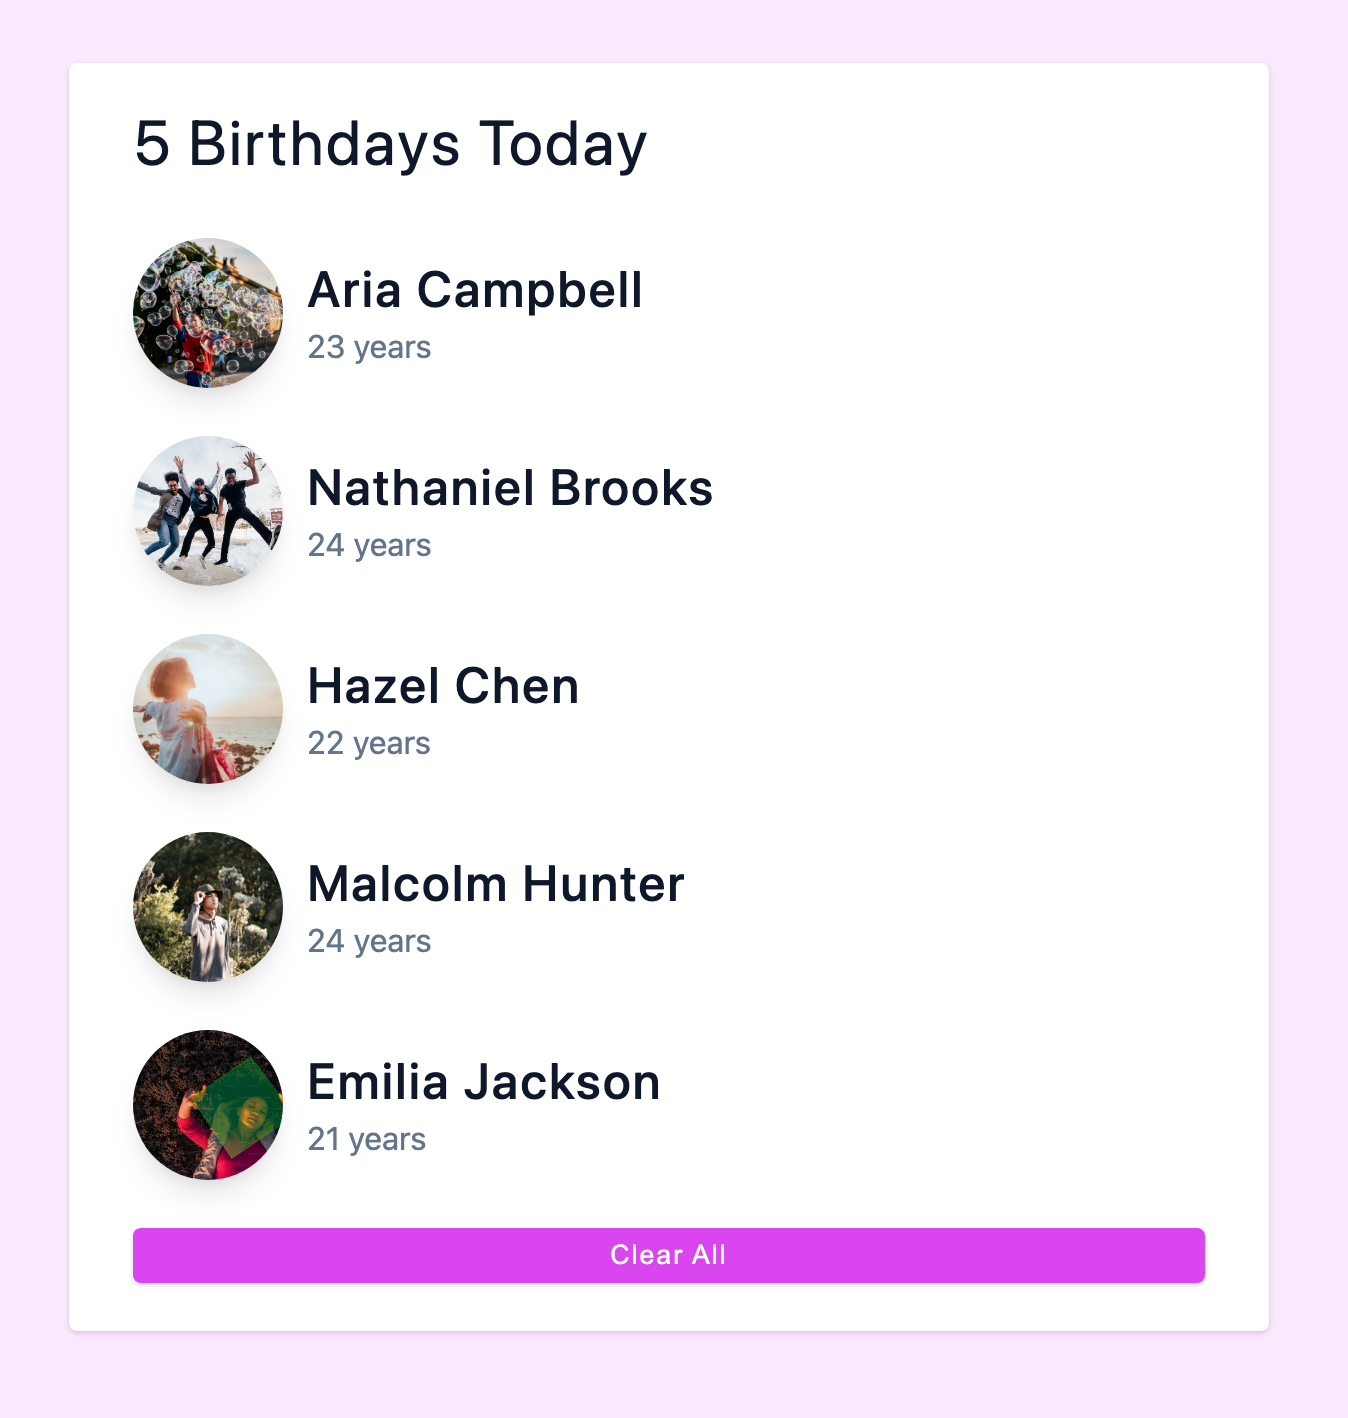 5 Birthdays Today
Aria Campbell
23 years
Nathaniel Brooks
24 years
Hazel Chen
22 years
Malcolm Hunter
24 years
Emilia Jackson
21 years
Clear All